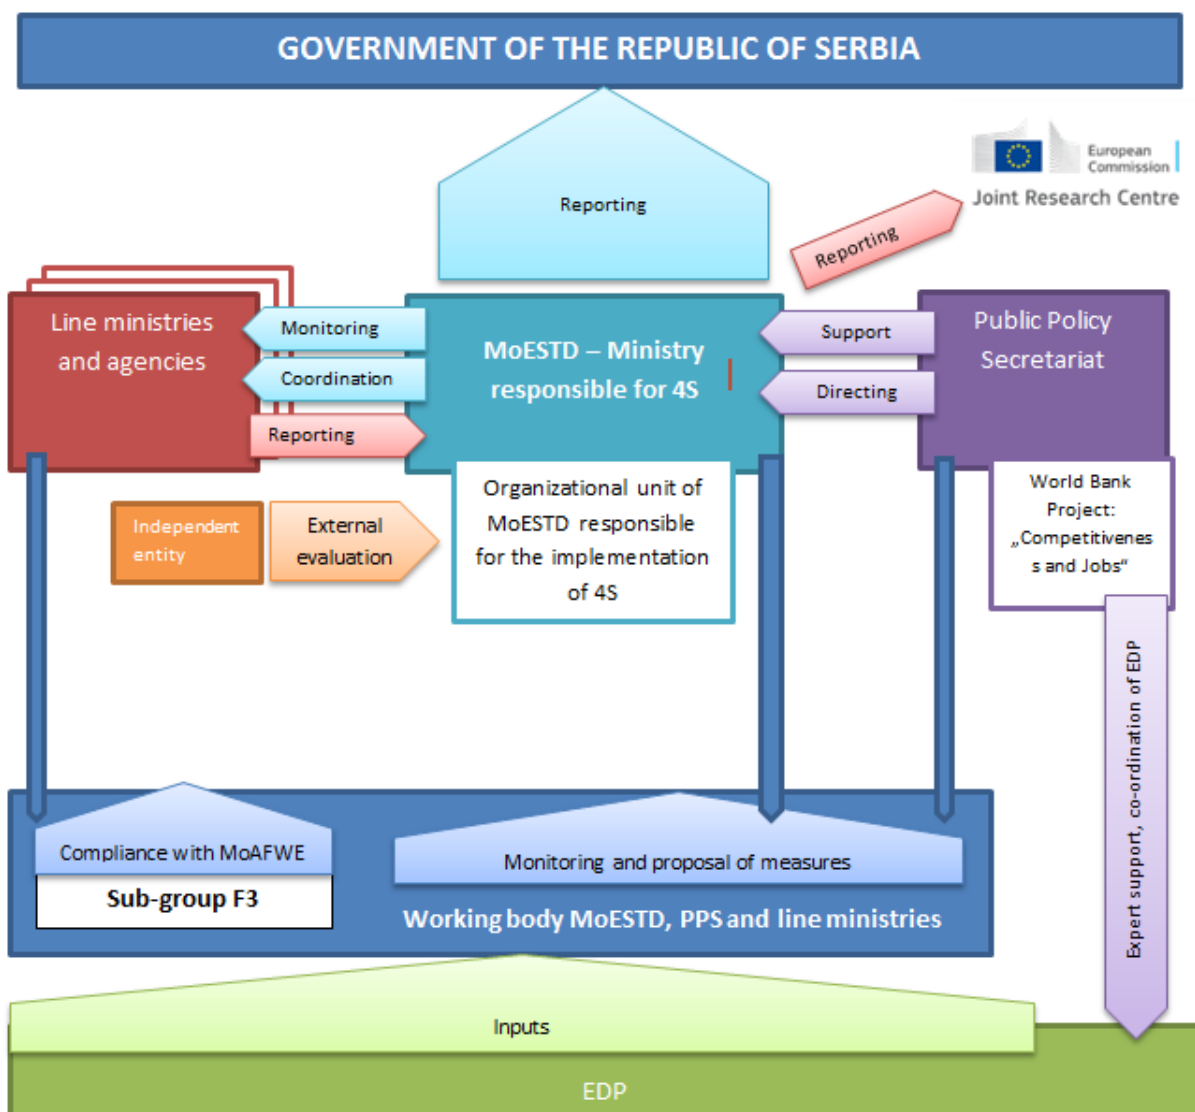 GOVERNMENT OF THE REPUBLIC OF SERBIA
European
Commission
Joint Research Centre
Reporting
Reporting
Line ministries
and agencies
Monitoring
Coordination
Reporting
MoESTD – Ministry
responsible for 4S
Support
Directing
Public Policy
Secretariat
Independent
entity
External
evaluation
Organizational unit of
MoESTD responsible
for the implementation
of 4S
World Bank
Project:
„Competitivenes
s and Jobs“
Expert support, co-ordination of EDP
Compliance with MoAFWE
Sub-group F3
Monitoring and proposal of measures
Working body MoESTD, PPS and line ministries
Inputs
EDP